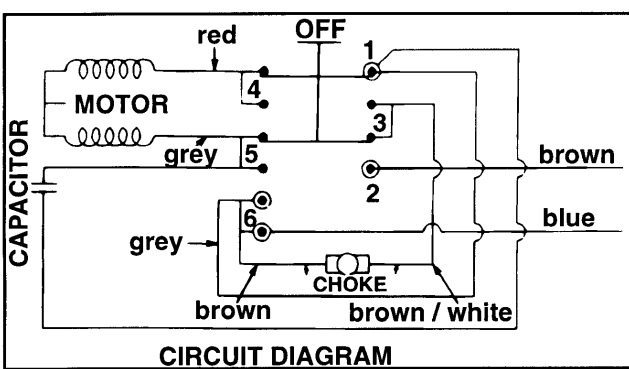 OFF
red
1
4
MOTOR
3
grey
5
brown
CAPACITOR
2
6
blue
grey
CHOKE
brown
brown / white
CIRCUIT DIAGRAM